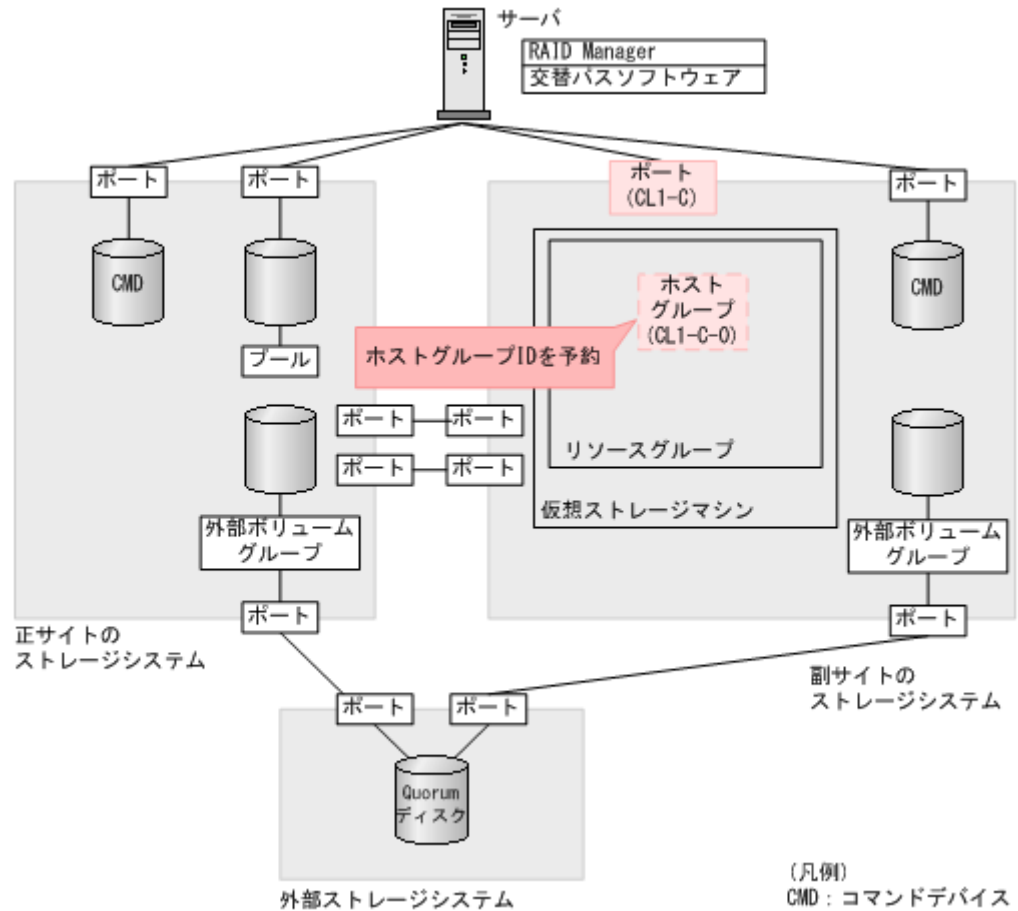 サーバ
RAID Manager
交替パスソフトウェア
ポート
ポート
ポート
(CL1-C)
ポート
CMD
CMD
ホスト
グループ
(CL1-C-0)
プール
ホストグループIDを予約
ポート
ポート
ポート
ポート
リソースグループ
仮想ストレージマシン
外部ボリューム
グループ
外部ボリューム
グループ
ポート
ポート
正サイトの
ストレージシステム
副サイトの
ストレージシステム
ポート
ポート
Quorum
ディスク
外部ストレージシステム
(凡例)
CMD：コマンドデバイス